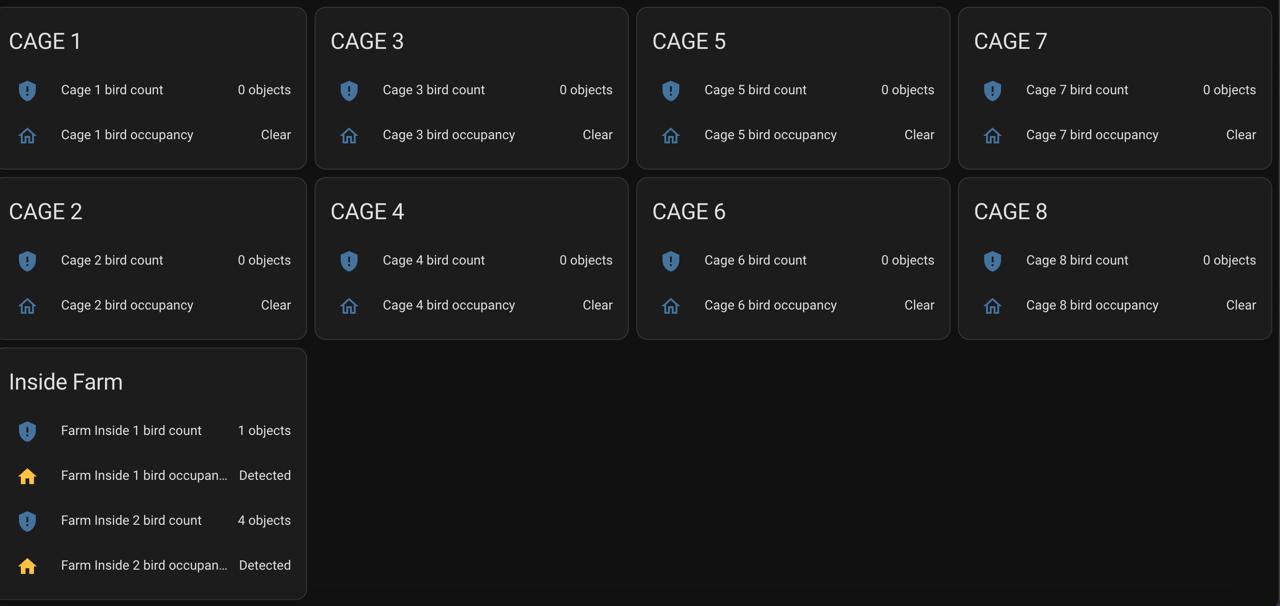 CAGE 1
Cage 1 bird count 0 objects
Cage 1 bird occupancy Clear
CAGE 3
Cage 3 bird count 0 objects
Cage 3 bird occupancy Clear
CAGE 5
Cage 5 bird count 0 objects
Cage 5 bird occupancy Clear
CAGE 7
Cage 7 bird count 0 objects
Cage 7 bird occupancy Clear
CAGE 2
Cage 2 bird count 0 objects
Cage 2 bird occupancy Clear
CAGE 4
Cage 4 bird count 0 objects
Cage 4 bird occupancy Clear
CAGE 6
Cage 6 bird count 0 objects
Cage 6 bird occupancy Clear
CAGE 8
Cage 8 bird count 0 objects
Cage 8 bird occupancy Clear
Inside Farm
Farm Inside 1 bird count 1 objects
Farm Inside 1 bird occupan... Detected
Farm Inside 2 bird count 4 objects
Farm Inside 2 bird occupan... Detected